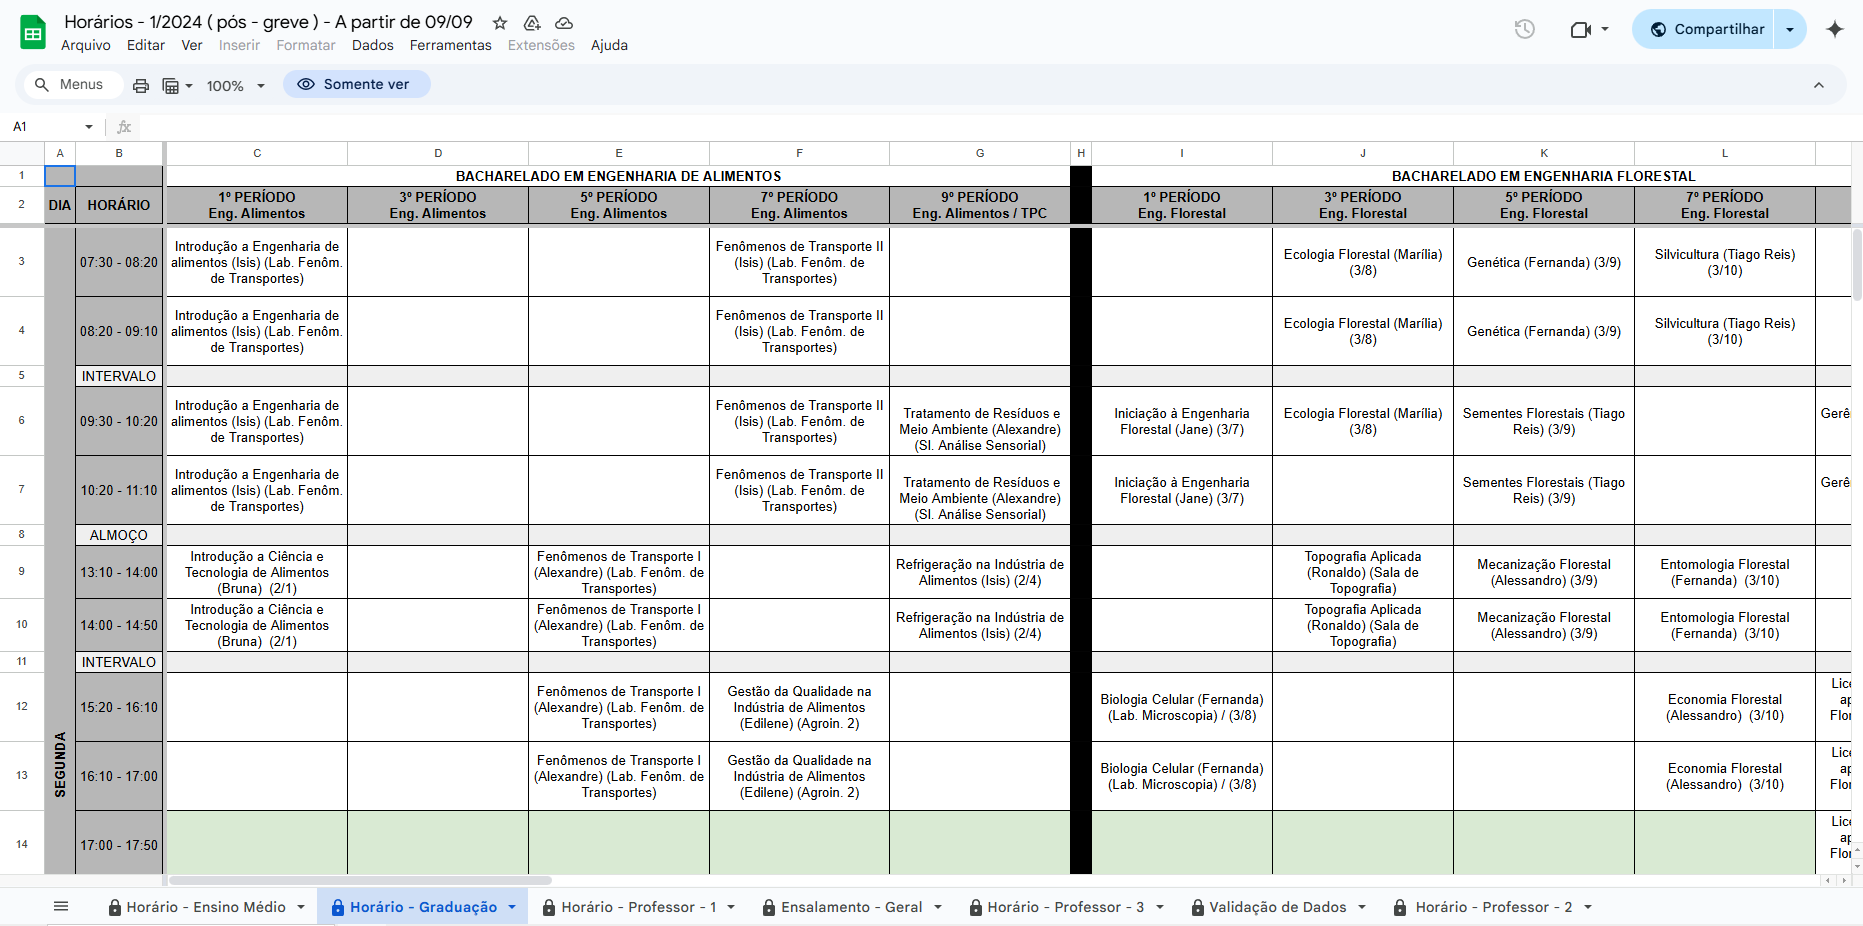 Horários - 1/2024 ( pós - greve ) - A partir de 09/09
Arquivo Editar Ver Inserir Formatar Dados Ferramentas Extensões Ajuda
Compartilhar
Menus 100% Somente ver
A1 fx
A B C D E F G H I J K L
1 BACHARELADO EM ENGENHARIA DE ALIMENTOS BACHARELADO EM ENGENHARIA FLORESTAL
2 DIA HORÁRIO
1º PERÍODO
Eng. Alimentos
3º PERÍODO
Eng. Alimentos
5º PERÍODO
Eng. Alimentos
7º PERÍODO
Eng. Alimentos
9º PERÍODO
Eng. Alimentos / TPC
1º PERÍODO
Eng. Florestal
3º PERÍODO
Eng. Florestal
5º PERÍODO
Eng. Florestal
7º PERÍODO
Eng. Florestal
SEGUNDA
3 07:30 - 08:20
Introdução a Engenharia de
alimentos (Isis) (Lab. Fenôm.
de Transportes)
Fenômenos de Transporte II
(Isis) (Lab. Fenôm. de
Transportes)
Ecologia Florestal (Marília)
(3/8)
Genética (Fernanda) (3/9)
Silvicultura (Tiago Reis)
(3/10)
4 08:20 - 09:10
Introdução a Engenharia de
alimentos (Isis) (Lab. Fenôm.
de Transportes)
Fenômenos de Transporte II
(Isis) (Lab. Fenôm. de
Transportes)
Ecologia Florestal (Marília)
(3/8)
Genética (Fernanda) (3/9)
Silvicultura (Tiago Reis)
(3/10)
5 INTERVALO
6 09:30 - 10:20
Introdução a Engenharia de
alimentos (Isis) (Lab. Fenôm.
de Transportes)
Fenômenos de Transporte II
(Isis) (Lab. Fenôm. de
Transportes)
Tratamento de Resíduos e
Meio Ambiente (Alexandre)
(Sl. Análise Sensorial)
Iniciação à Engenharia
Florestal (Jane) (3/7)
Ecologia Florestal (Marília)
(3/8)
Sementes Florestais (Tiago
Reis) (3/9)
Gerê
7 10:20 - 11:10
Introdução a Engenharia de
alimentos (Isis) (Lab. Fenôm.
de Transportes)
Fenômenos de Transporte II
(Isis) (Lab. Fenôm. de
Transportes)
Tratamento de Resíduos e
Meio Ambiente (Alexandre)
(Sl. Análise Sensorial)
Iniciação à Engenharia
Florestal (Jane) (3/7)
Sementes Florestais (Tiago
Reis) (3/9)
Gerê
8 ALMOÇO
9 13:10 - 14:00
Introdução a Ciência e
Tecnologia de Alimentos
(Bruna) (2/1)
Fenômenos de Transporte I
(Alexandre) (Lab. Fenôm. de
Transportes)
Refrigeração na Indústria de
Alimentos (Isis) (2/4)
Topografia Aplicada
(Ronaldo) (Sala de
Topografia)
Mecanização Florestal
(Alessandro) (3/9)
Entomologia Florestal
(Fernanda) (3/10)
10 14:00 - 14:50
Introdução a Ciência e
Tecnologia de Alimentos
(Bruna) (2/1)
Fenômenos de Transporte I
(Alexandre) (Lab. Fenôm. de
Transportes)
Refrigeração na Indústria de
Alimentos (Isis) (2/4)
Topografia Aplicada
(Ronaldo) (Sala de
Topografia)
Mecanização Florestal
(Alessandro) (3/9)
Entomologia Florestal
(Fernanda) (3/10)
11 INTERVALO
12 15:20 - 16:10
Fenômenos de Transporte I
(Alexandre) (Lab. Fenôm. de
Transportes)
Gestão da Qualidade na
Indústria de Alimentos
(Edilene) (Agroin. 2)
Biologia Celular (Fernanda)
(Lab. Microscopia) / (3/8)
Economia Florestal
(Alessandro) (3/10)
Lice
ap
Flor
13 16:10 - 17:00
Fenômenos de Transporte I
(Alexandre) (Lab. Fenôm. de
Transportes)
Gestão da Qualidade na
Indústria de Alimentos
(Edilene) (Agroin. 2)
Biologia Celular (Fernanda)
(Lab. Microscopia) / (3/8)
Economia Florestal
(Alessandro) (3/10)
Lice
ap
Flor
14 17:00 - 17:50
Lice
ap
Flor
Horário - Ensino Médio Horário - Graduação Horário - Professor - 1 Ensalamento - Geral Horário - Professor - 3 Validação de Dados Horário - Professor - 2